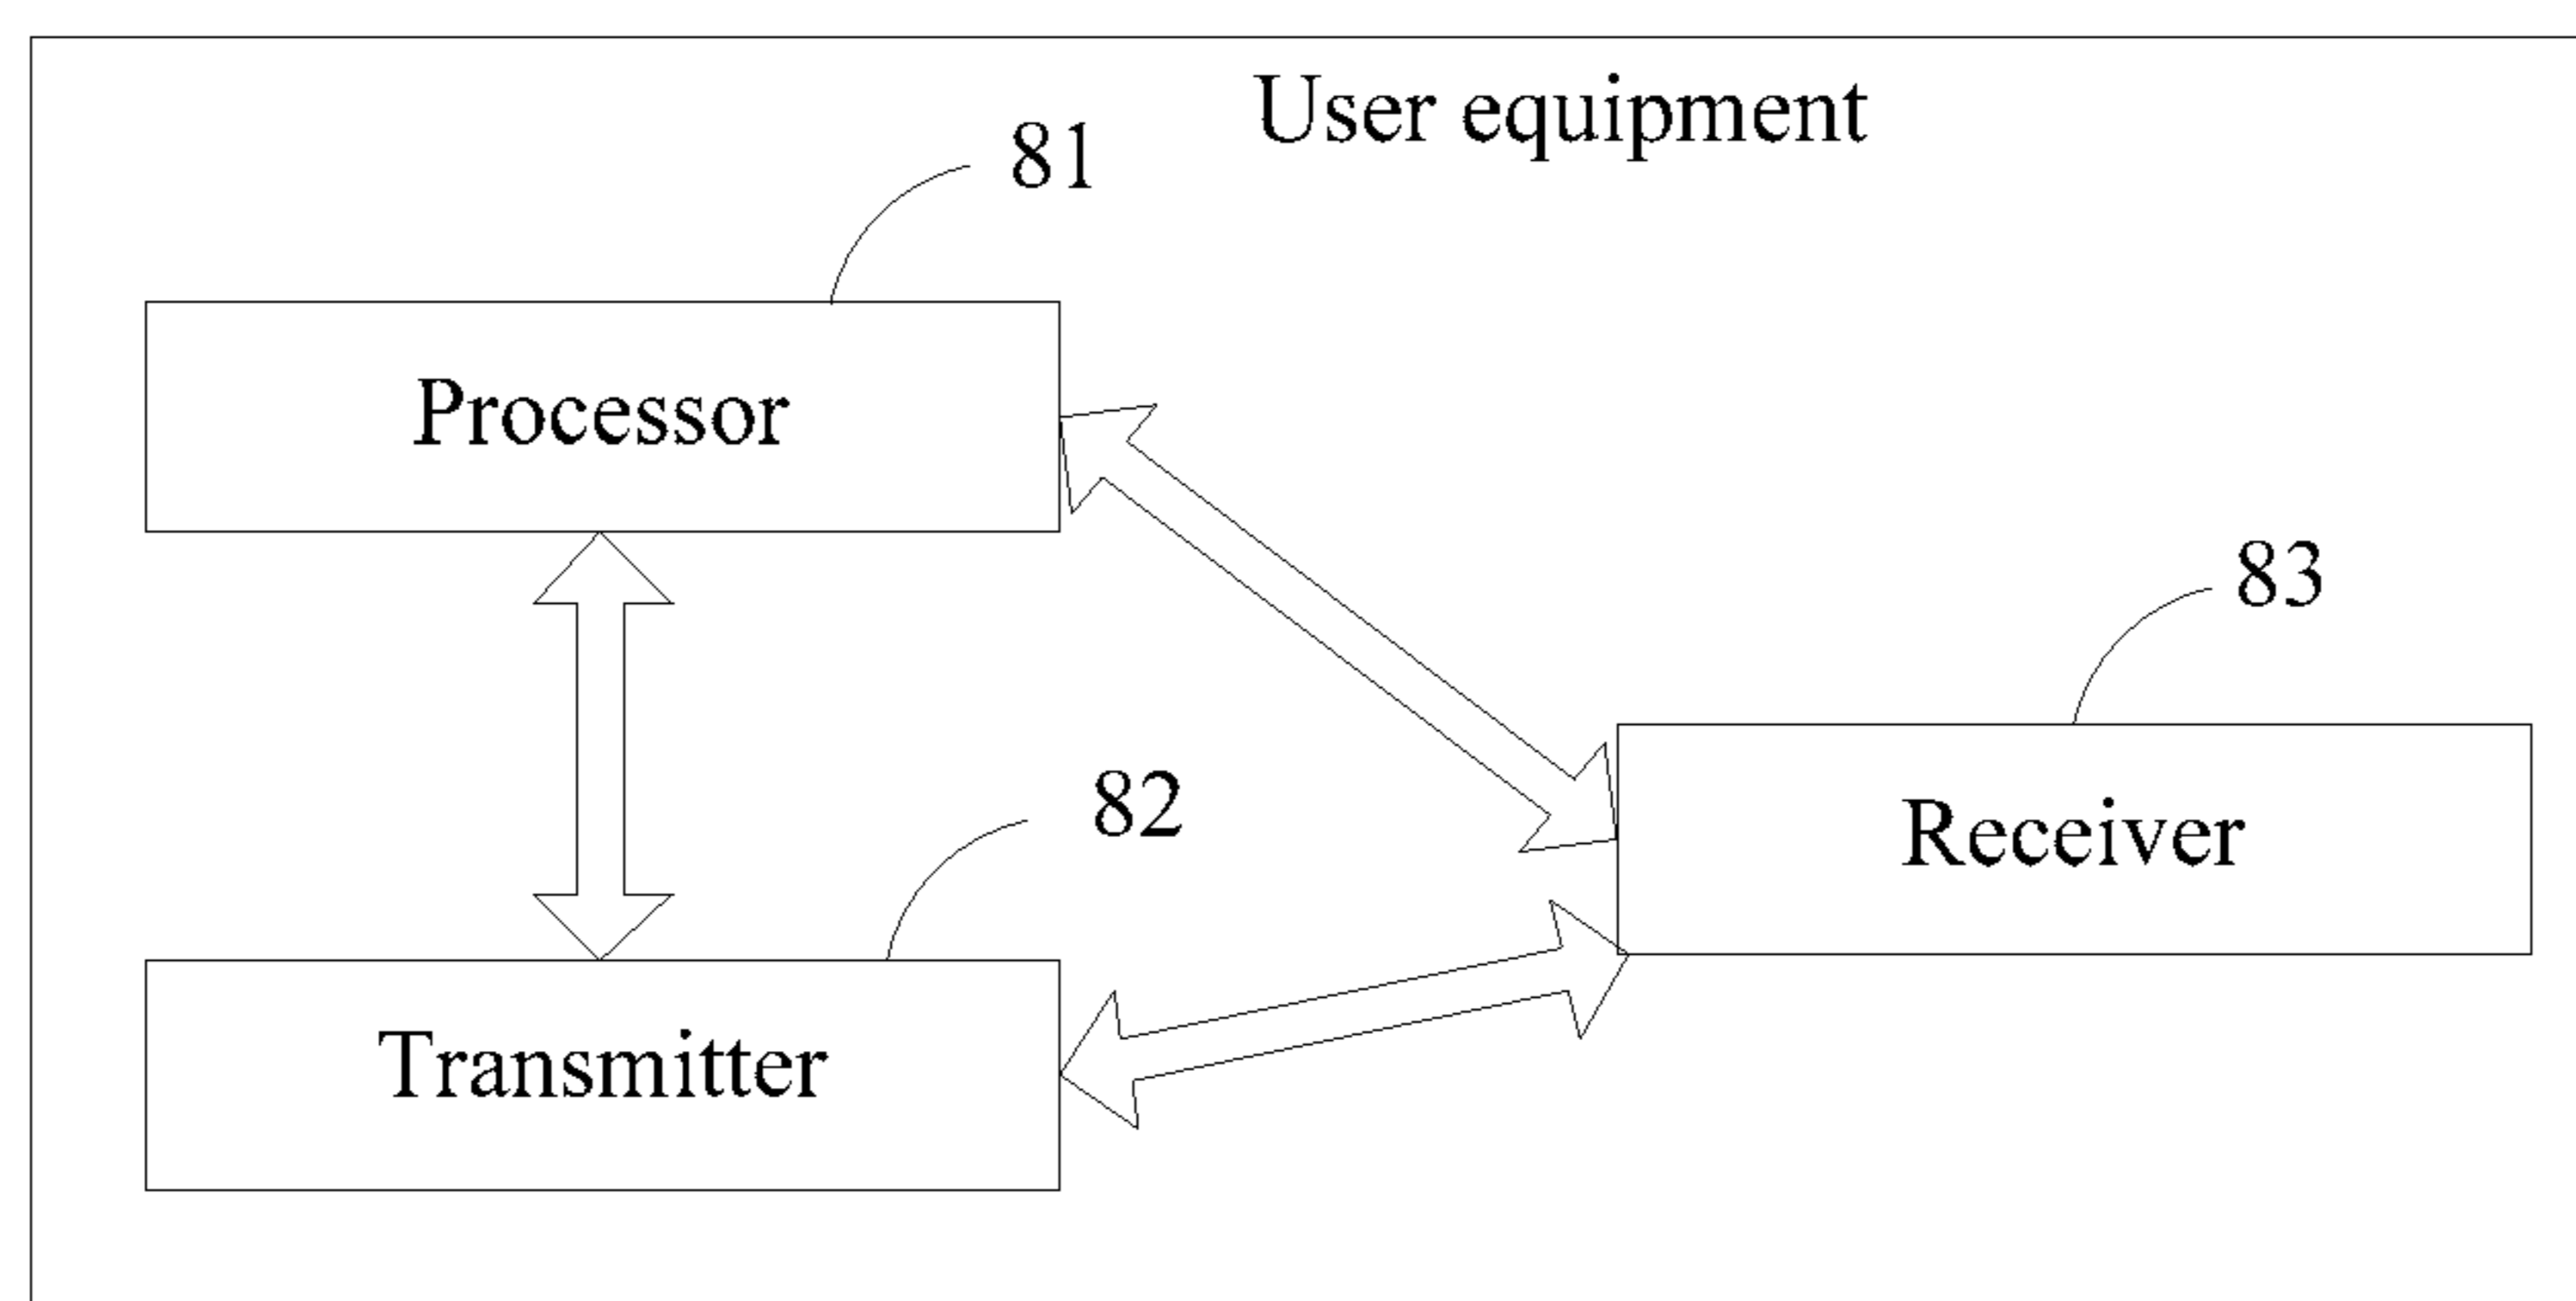 User equipment
81
Processor
83
82
Receiver
Transmitter